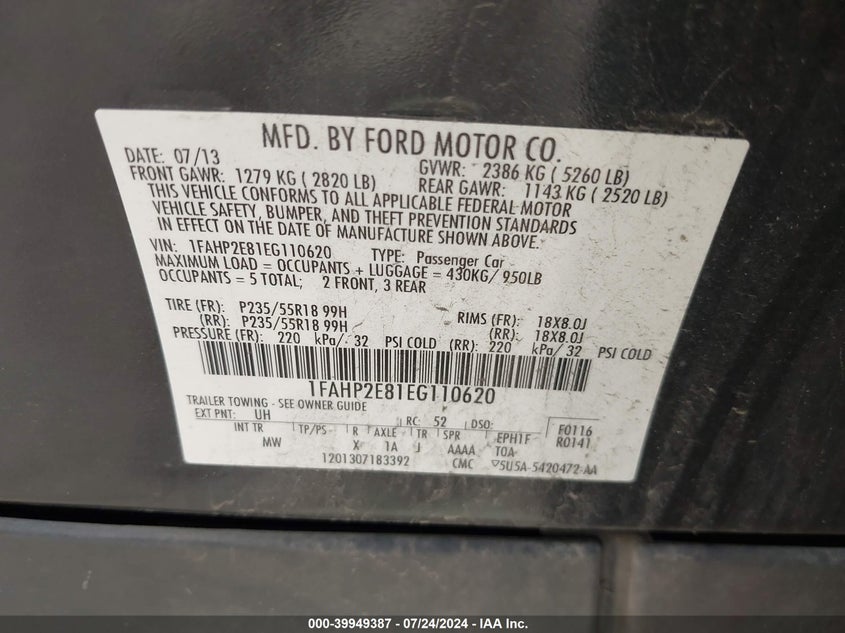 MFD. BY FORD MOTOR CO.
DATE: 07/13 GVWR: 2386 KG ( 5260 LB)
FRONT GAWR: 1279 KG ( 2820 LB) REAR GAWR: 1143 KG ( 2520 LB)
THIS VEHICLE CONFORMS TO ALL APPLICABLE FEDERAL MOTOR
VEHICLE SAFETY, BUMPER, AND THEFT PREVENTION STANDARDS
IN EFFECT ON THE DATE OF MANUFACTURE SHOWN ABOVE.
VIN: 1FAHP2E81EG110620 TYPE: Passenger Car
MAXIMUM LOAD = OCCUPANTS + LUGGAGE = 430KG/ 950LB
OCCUPANTS = 5 TOTAL; 2 FRONT, 3 REAR
TIRE (FR): P235/55R18 99H RIMS (FR): 18X8.0J
(RR): P235/55R18 99H (RR): 18X8.0J
PRESSURE (FR): 220 kPa/ 32 PSI COLD (RR): 220 kPa/ 32 PSI COLD
1FAHP2E81EG110620
TRAILER TOWING - SEE OWNER GUIDE
EXT PNT: UH RC: 52 DSO: F0116
INT TR TP/PS R AXLE TR SPR EPH1F R0141
MW X 1A J AAAA TOA
1201307183392 CMC 5U5A-5420472-AA
000-39949387 - 07/24/2024 - IAA Inc.